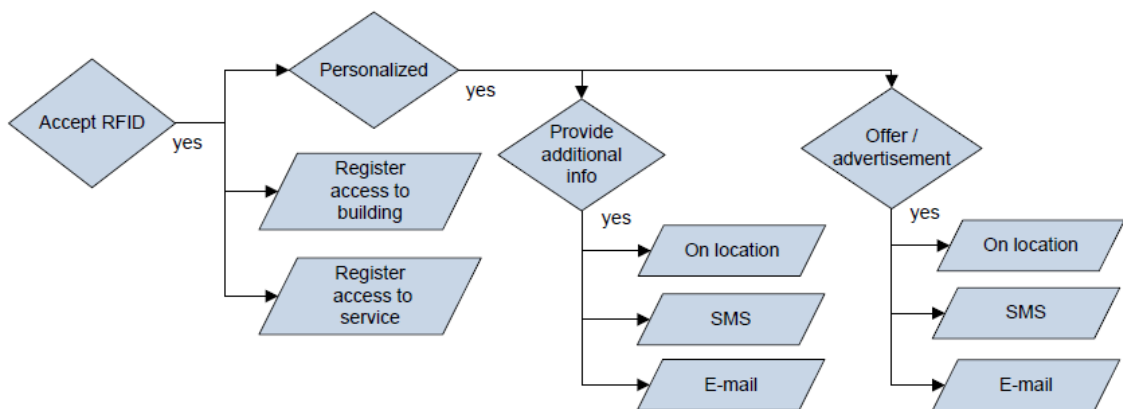 Accept RFID
yes
Personalized
yes
Register
access to
building
Register
access to
service
Provide
additional
info
yes
On location
SMS
E-mail
Offer /
advertisement
yes
On location
SMS
E-mail